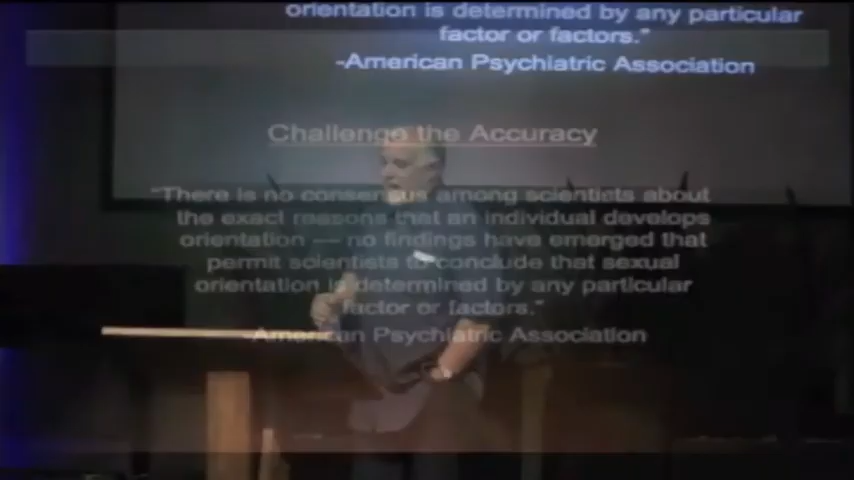 orientation is determined by any particular
factor or factors."
-American Psychiatric Association
Challenge the Accuracy
"There is no consensus among scientists about
the exact reasons that an individual develops
orientation — no findings have emerged that
permit scientists to conclude that sexual
orientation is determined by any particular
factor or factors."
-American Psychiatric Association